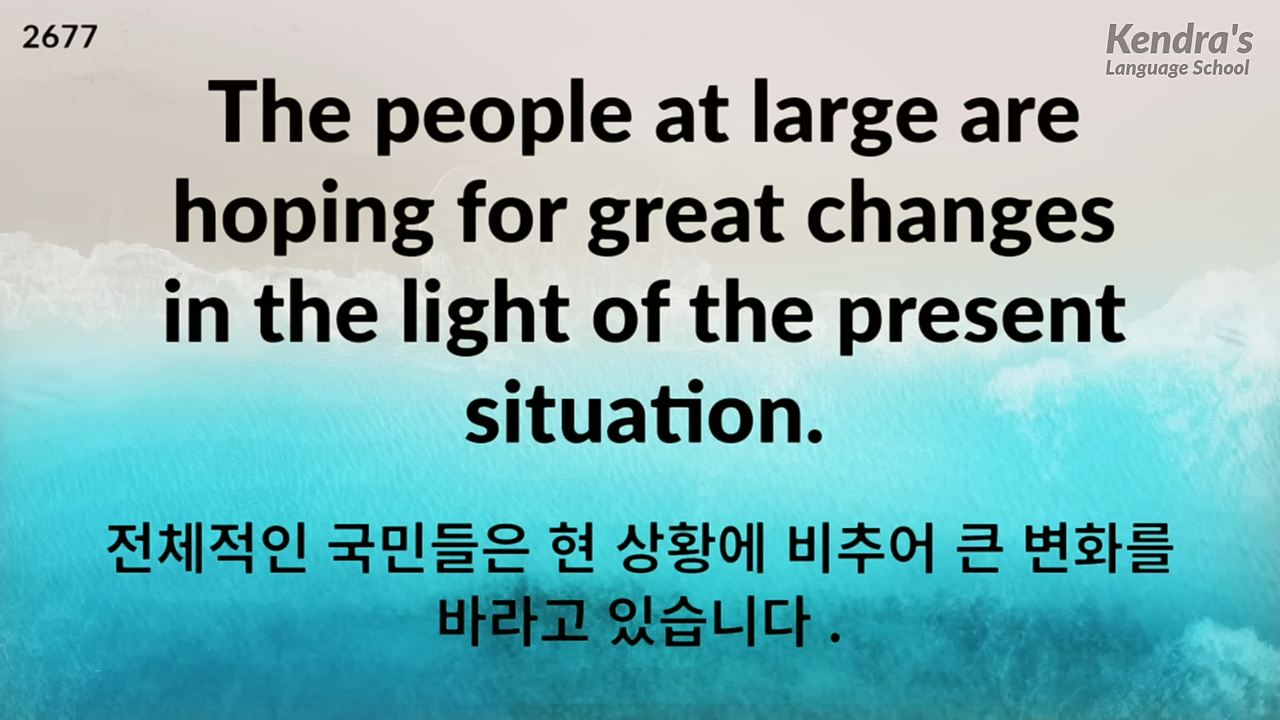 2677
Kendra's
Language School
The people at large are
hoping for great changes
in the light of the present
situation.
전체적인 국민들은 현 상황에 비추어 큰 변화를
바라고 있습니다 .